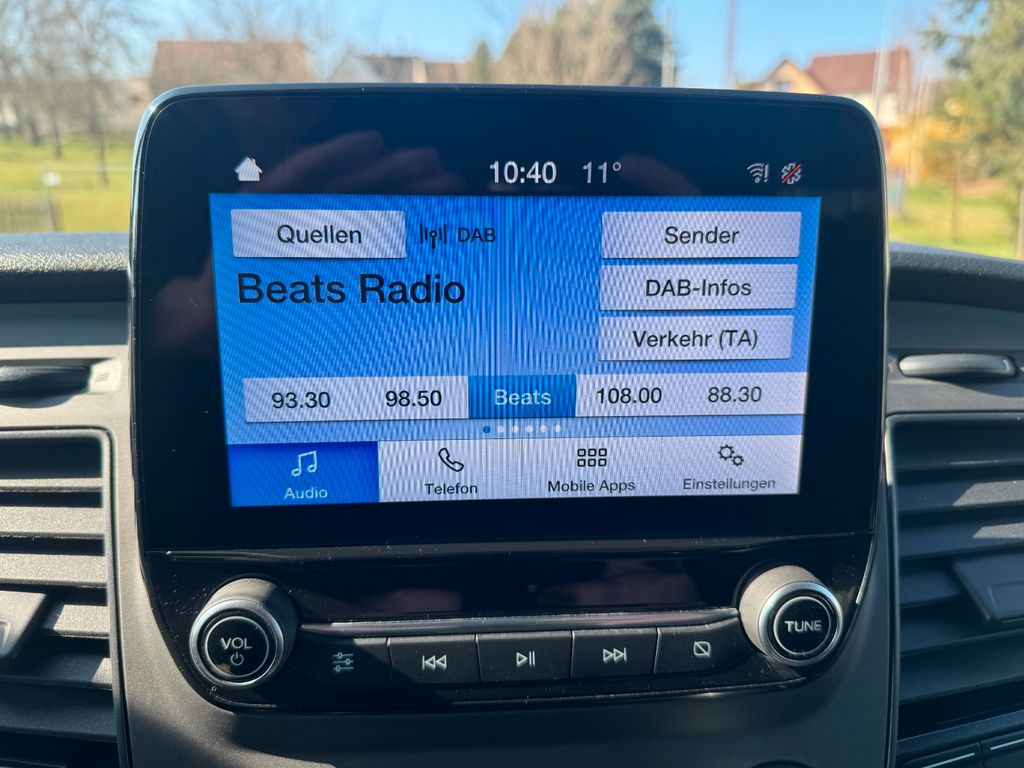 10:40 11°
Quellen DAB Sender
Beats Radio
DAB-Infos
Verkehr (TA)
93.30 98.50 Beats 108.00 88.30
Audio Telefon Mobile Apps Einstellungen
VOL TUNE